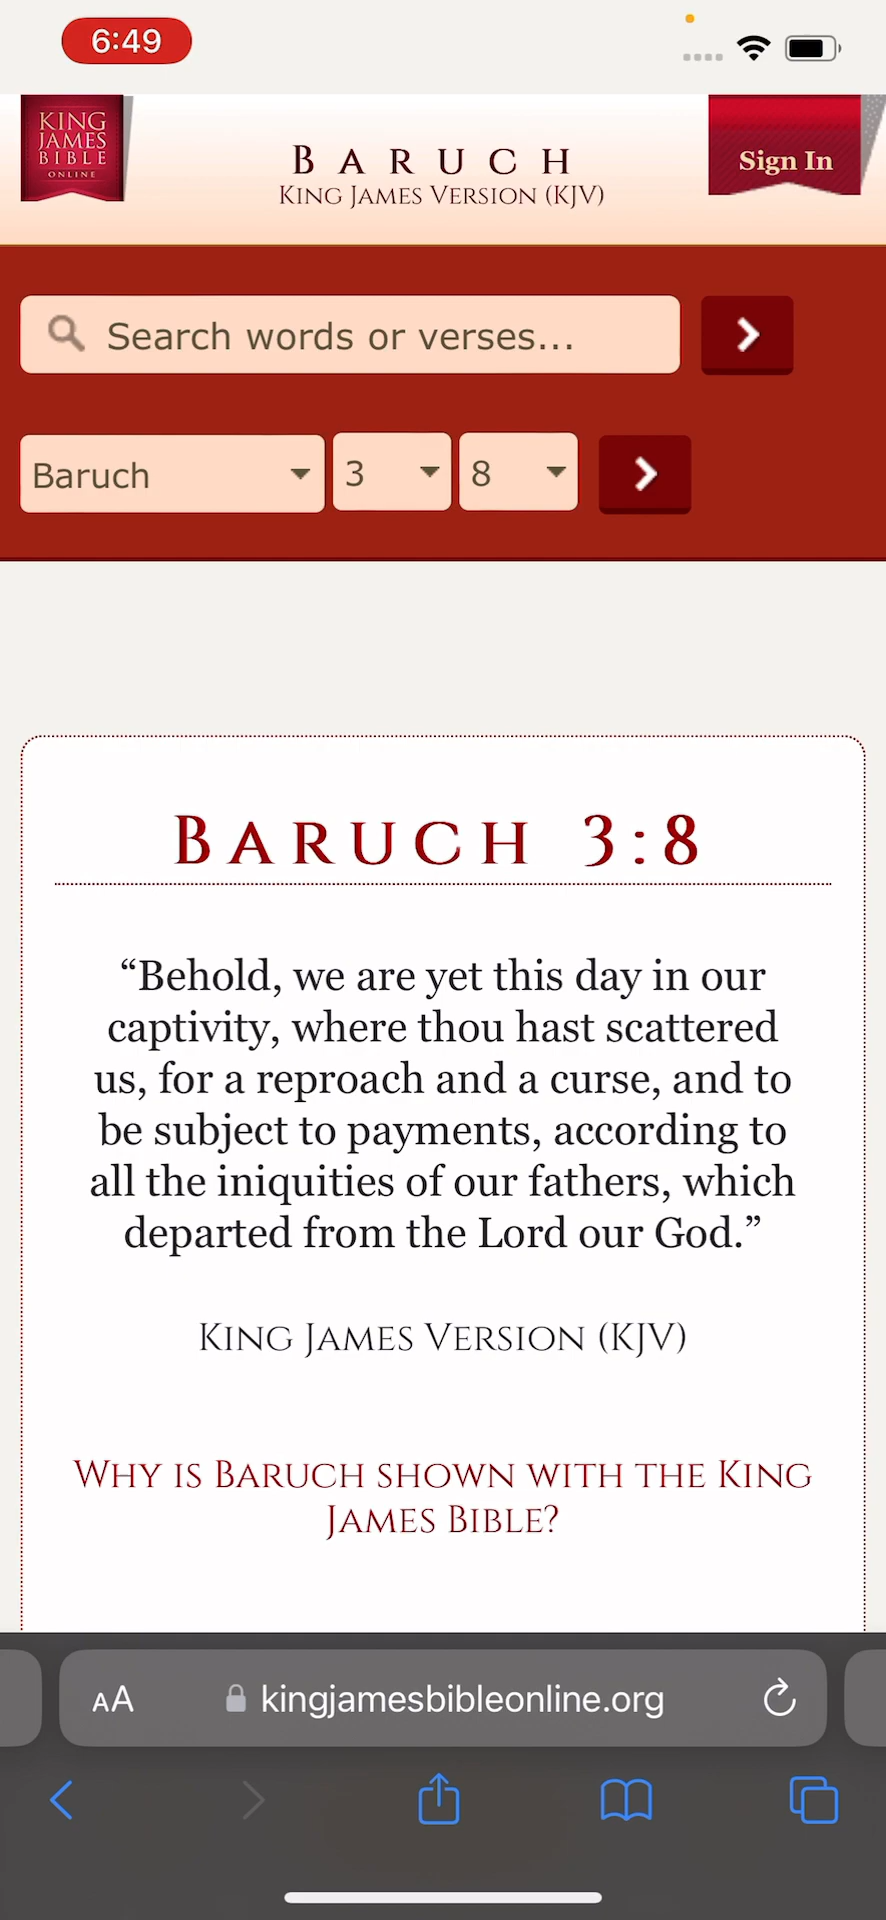 6:49
KING
JAMES
BIBLE
ONLINE
BARUCH
KING JAMES VERSION (KJV)
Sign In
Search words or verses...
Baruch
3
8
BARUCH 3:8
“Behold, we are yet this day in our
captivity, where thou hast scattered
us, for a reproach and a curse, and to
be subject to payments, according to
all the iniquities of our fathers, which
departed from the Lord our God.”
KING JAMES VERSION (KJV)
WHY IS BARUCH SHOWN WITH THE KING
JAMES BIBLE?
AA
kingjamesbibleonline.org